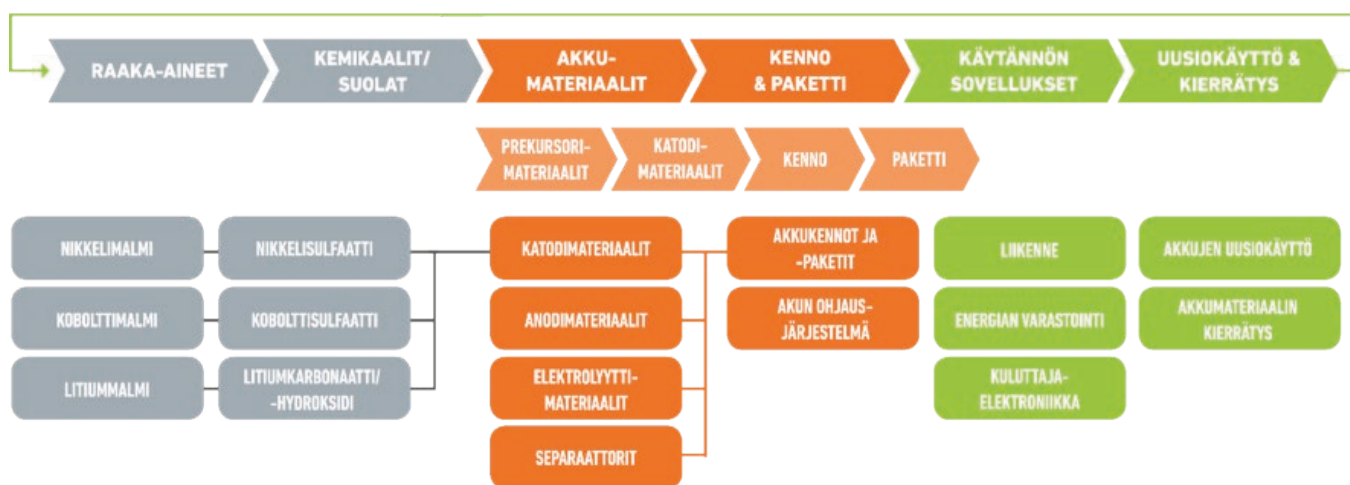 RAAKA-AINEET
KEMIKAALIT/
SUOLAT
AKKU-
MATERIAALIT
KENNO
& PAKETTI
KÄYTÄNNÖN
SOVELLUKSET
UUSIOKÄYTTÖ &
KIERRÄTYS
PREKURSORI-
MATERIAALIT
KATODI-
MATERIAALIT
KENNO
PAKETTI
NIKKELIMALMI
NIKKELISULFAATTI
KATODIMATERIAALIT
AKKUKENNOT JA
-PAKETIT
LIIKENNE
AKKUJEN UUSIOKÄYTTÖ
KOBOLTTIMALMI
KOBOLTTISULFAATTI
ANODIMATERIAALIT
AKUN OHJAUS-
JÄRJESTELMÄ
ENERGIAN VARASTOINTI
AKKUMATERIAALIN
KIERRÄTYS
LITIUMMALMI
LITIUMKARBONAATTI/
-HYDROKSIDI
ELEKTROLYYTTI-
MATERIAALIT
KULUTTAJA-
ELEKTRONIIKKA
SEPARAATTORIT